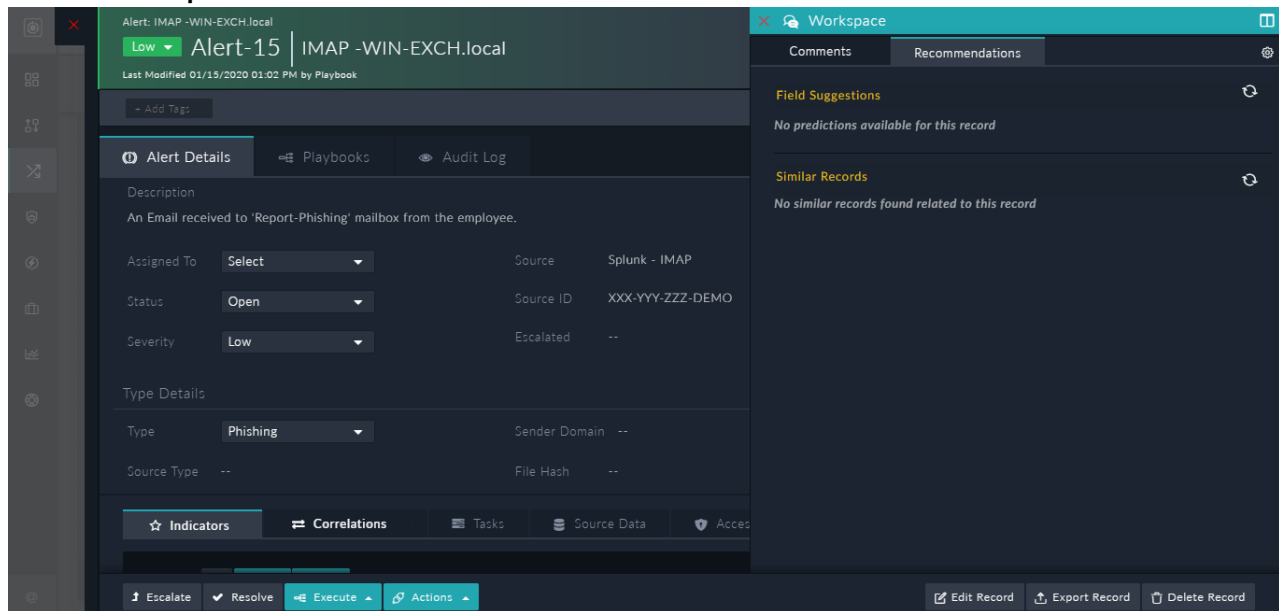 Alert: IMAP -WIN-EXCH.local
Low Alert-15 IMAP -WIN-EXCH.local
Last Modified 01/15/2020 01:02 PM by Playbook
+ Add Tags
Alert Details Playbooks Audit Log
Description
An Email received to 'Report-Phishing' mailbox from the employee.
Assigned To Select Source Splunk - IMAP
Status Open Source ID XXX-YYY-ZZZ-DEMO
Severity Low Escalated --
Type Details
Type Phishing Sender Domain --
Source Type -- File Hash --
Indicators Correlations Tasks Source Data Acces
Escalate Resolve Execute Actions
Workspace
Comments Recommendations
Field Suggestions
No predictions available for this record
Similar Records
No similar records found related to this record
Edit Record Export Record Delete Record